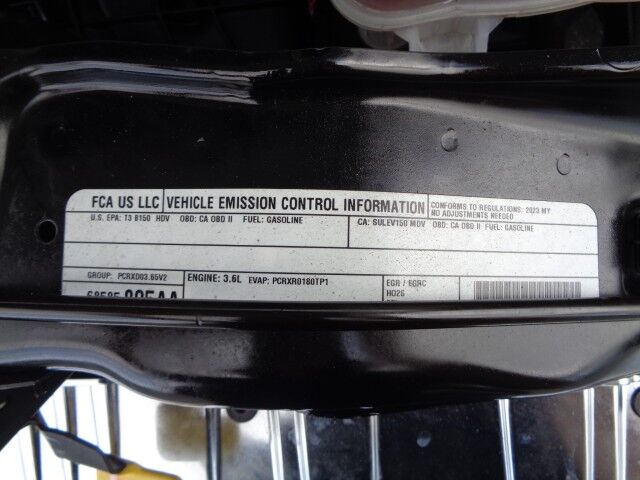 FCA US LLC VEHICLE EMISSION CONTROL INFORMATION CONFORMS TO REGULATIONS: 2023 MY
NO ADJUSTMENTS NEEDED
U.S. EPA: T3 B150 HDV OBD: CA OBD II FUEL: GASOLINE CA: SULEV150 MDV OBD: CA OBD II FUEL: GASOLINE
GROUP: PCRXD03.65V2 ENGINE: 3.6L EVAP: PCRXR0180TP1 EGR / EGRC
HO2S